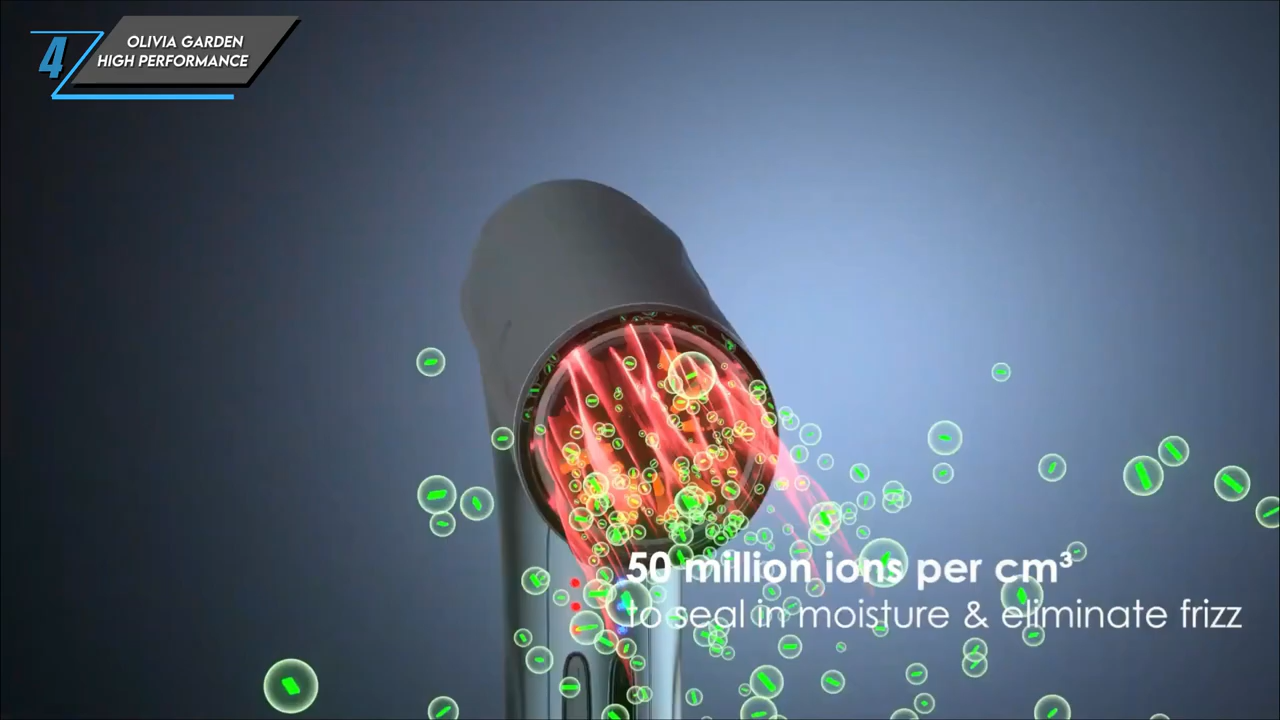 4
OLIVIA GARDEN
HIGH PERFORMANCE
50 million ions per cm³
to seal in moisture & eliminate frizz